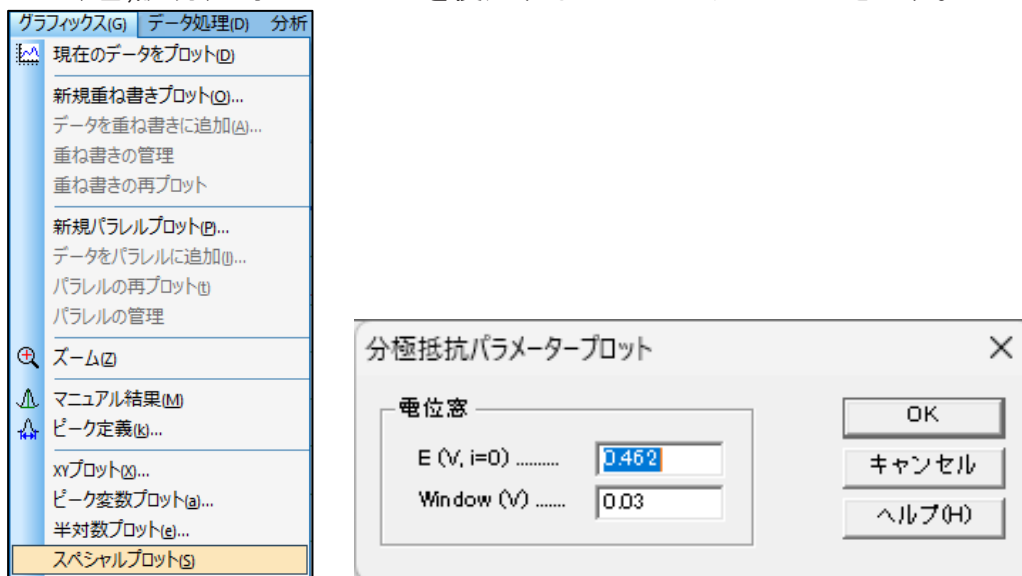 グラフィックス(G) データ処理(D) 分析
現在のデータをプロット(D)
新規重ね書きプロット(O)...
データを重ね書きに追加(A)...
重ね書きの管理
重ね書きの再プロット
新規パラレルプロット(P)...
データをパラレルに追加(I)...
パラレルの再プロット(t)
パラレルの管理
ズーム(Z)
マニュアル結果(M)
ピーク定義(k)...
XYプロット(X)...
ピーク変数プロット(a)...
半対数プロット(e)...
スペシャルプロット(S)
分極抵抗パラメータープロット
電位窓
E (V, i=0) .........
0.462
Window (V) .......
0.03
OK
キャンセル
ヘルプ(H)